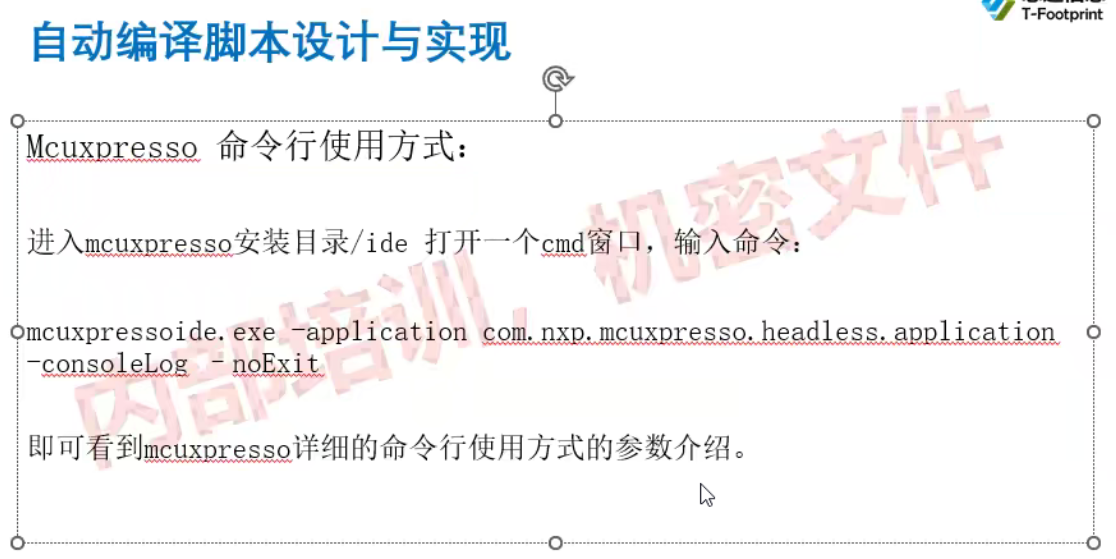 自动编译脚本设计与实现
T-Footprint
Mcuxpresso 命令行使用方式：
进入mcuxpresso安装目录/ide 打开一个cmd窗口，输入命令：
mcuxpressoide.exe -application com.nxp.mcuxpresso.headless.application
-consoleLog - noExit
即可看到mcuxpresso详细的命令行使用方式的参数介绍。
内部培训，机密文件